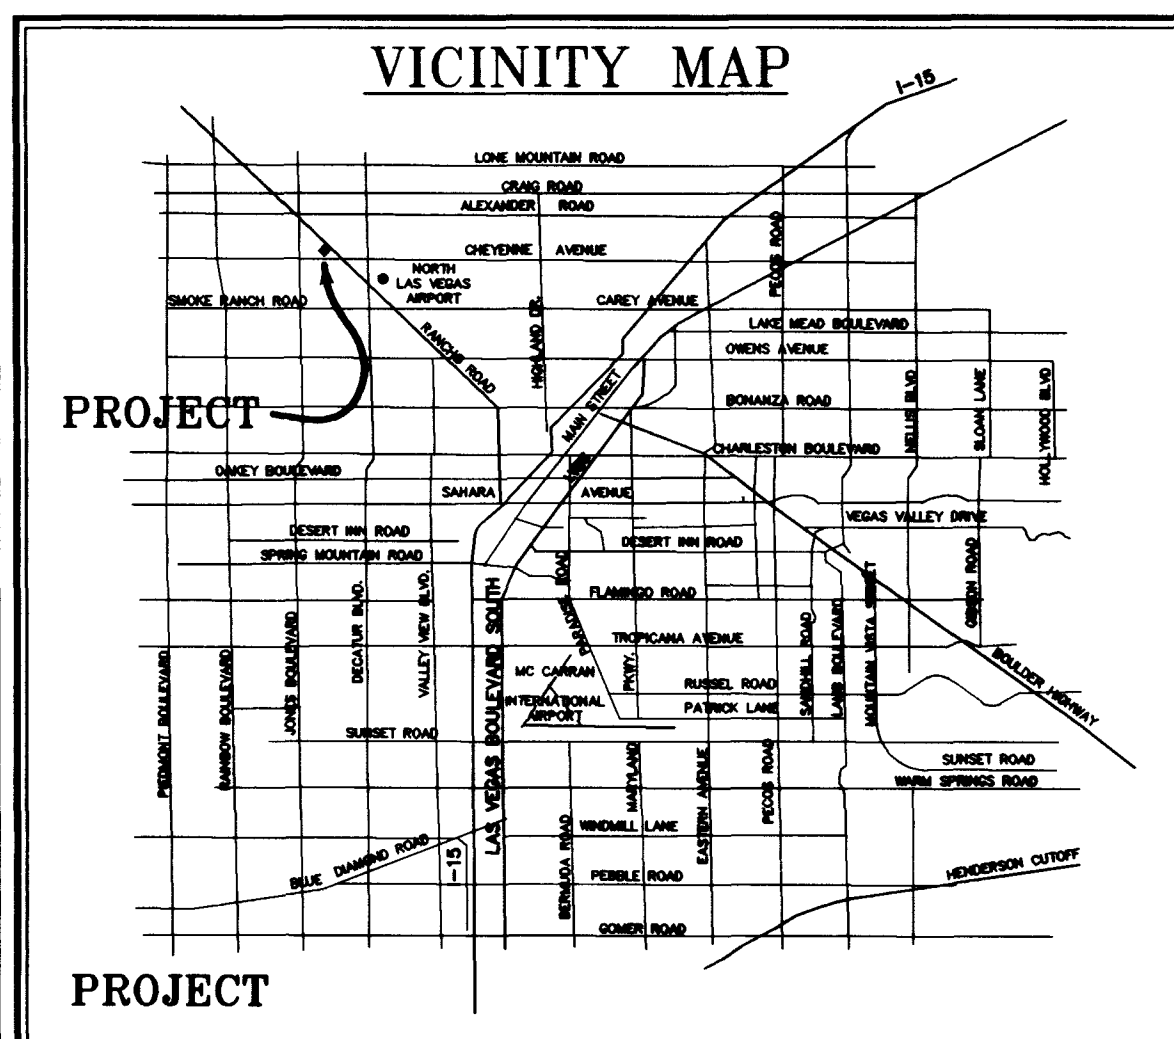 VICINITY MAP
I-15
LONE MOUNTAIN ROAD
CRAIG ROAD
ALEXANDER ROAD
PECOS ROAD
CHEYENNE AVENUE
NORTH
LAS VEGAS
AIRPORT
SMOKE RANCH ROAD
HIGHLAND DR.
CAREY AVENUE
LAKE MEAD BOULEVARD
RANCHO ROAD
OWENS AVENUE
MAIN STREET
PROJECT
BONANZA ROAD
NELLIS BLVD
SLOAN LANE
HOLLYWOOD BLVD
CHARLESTON BOULEVARD
OAKEY BOULEVARD
SAHARA AVENUE
VEGAS VALLEY DRIVE
DESERT INN ROAD
DESERT INN ROAD
SPRING MOUNTAIN ROAD
GIBSON ROAD
FLAMINGO ROAD
PARADISE ROAD
DECATUR BLVD.
VALLEY VIEW BLVD.
LAS VEGAS BOULEVARD SOUTH
TROPICANA AVENUE
SANDHILL ROAD
LAMB BOULEVARD
MOUNTAIN VISTA STREET
BOULDER HIGHWAY
PIEDMONT BOULEVARD
RAINBOW BOULEVARD
JONES BOULEVARD
MC CARRAN
INTERNATIONAL
AIRPORT
PKWY.
RUSSEL ROAD
PATRICK LANE
SUNSET ROAD
MARYLAND
EASTERN AVENUE
PECOS ROAD
SUNSET ROAD
WARM SPRINGS ROAD
WINDMILL LANE
BLUE DIAMOND ROAD
I-15
BERMUDA ROAD
PEBBLE ROAD
HENDERSON CUTOFF
GOMER ROAD
PROJECT